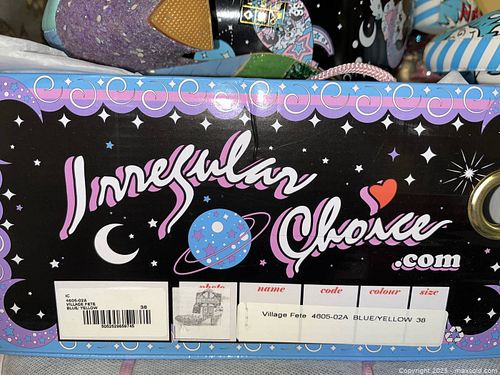 Irregular
Choice
.com
IC
4605-02A
VILLAGE FETE
BLUE/ YELLOW
38
photo
name
code
colour
size
Village Fete 4605-02A BLUE/YELLOW 38
Copyright 2025 - maxsold.com